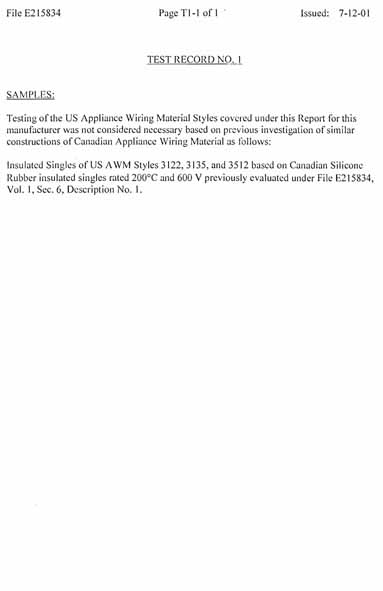 File E215834 Page T1-1 of 1 Issued: 7-12-01
TEST RECORD NO. 1
SAMPLES:
Testing of the US Appliance Wiring Material Styles covered under this Report for this
manufacturer was not considered necessary based on previous investigation of similar
constructions of Canadian Appliance Wiring Material as follows:
Insulated Singles of US AWM Styles 3122, 3135, and 3512 based on Canadian Silicone
Rubber insulated singles rated 200°C and 600 V previously evaluated under File E215834,
Vol. 1, Sec. 6, Description No. 1.